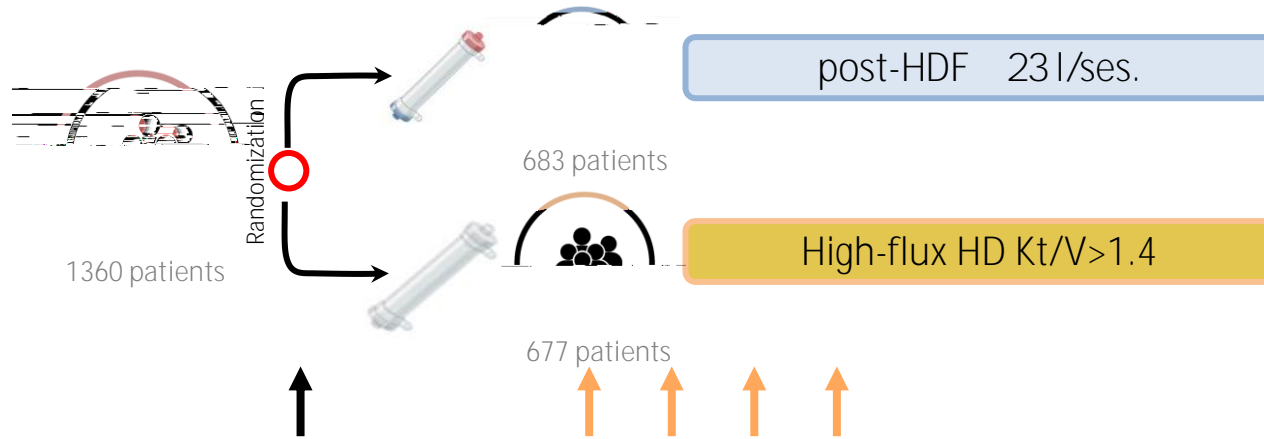 post-HDF 23 l/ses.
Randomization
683 patients
1360 patients
High-flux HD Kt/V>1.4
677 patients